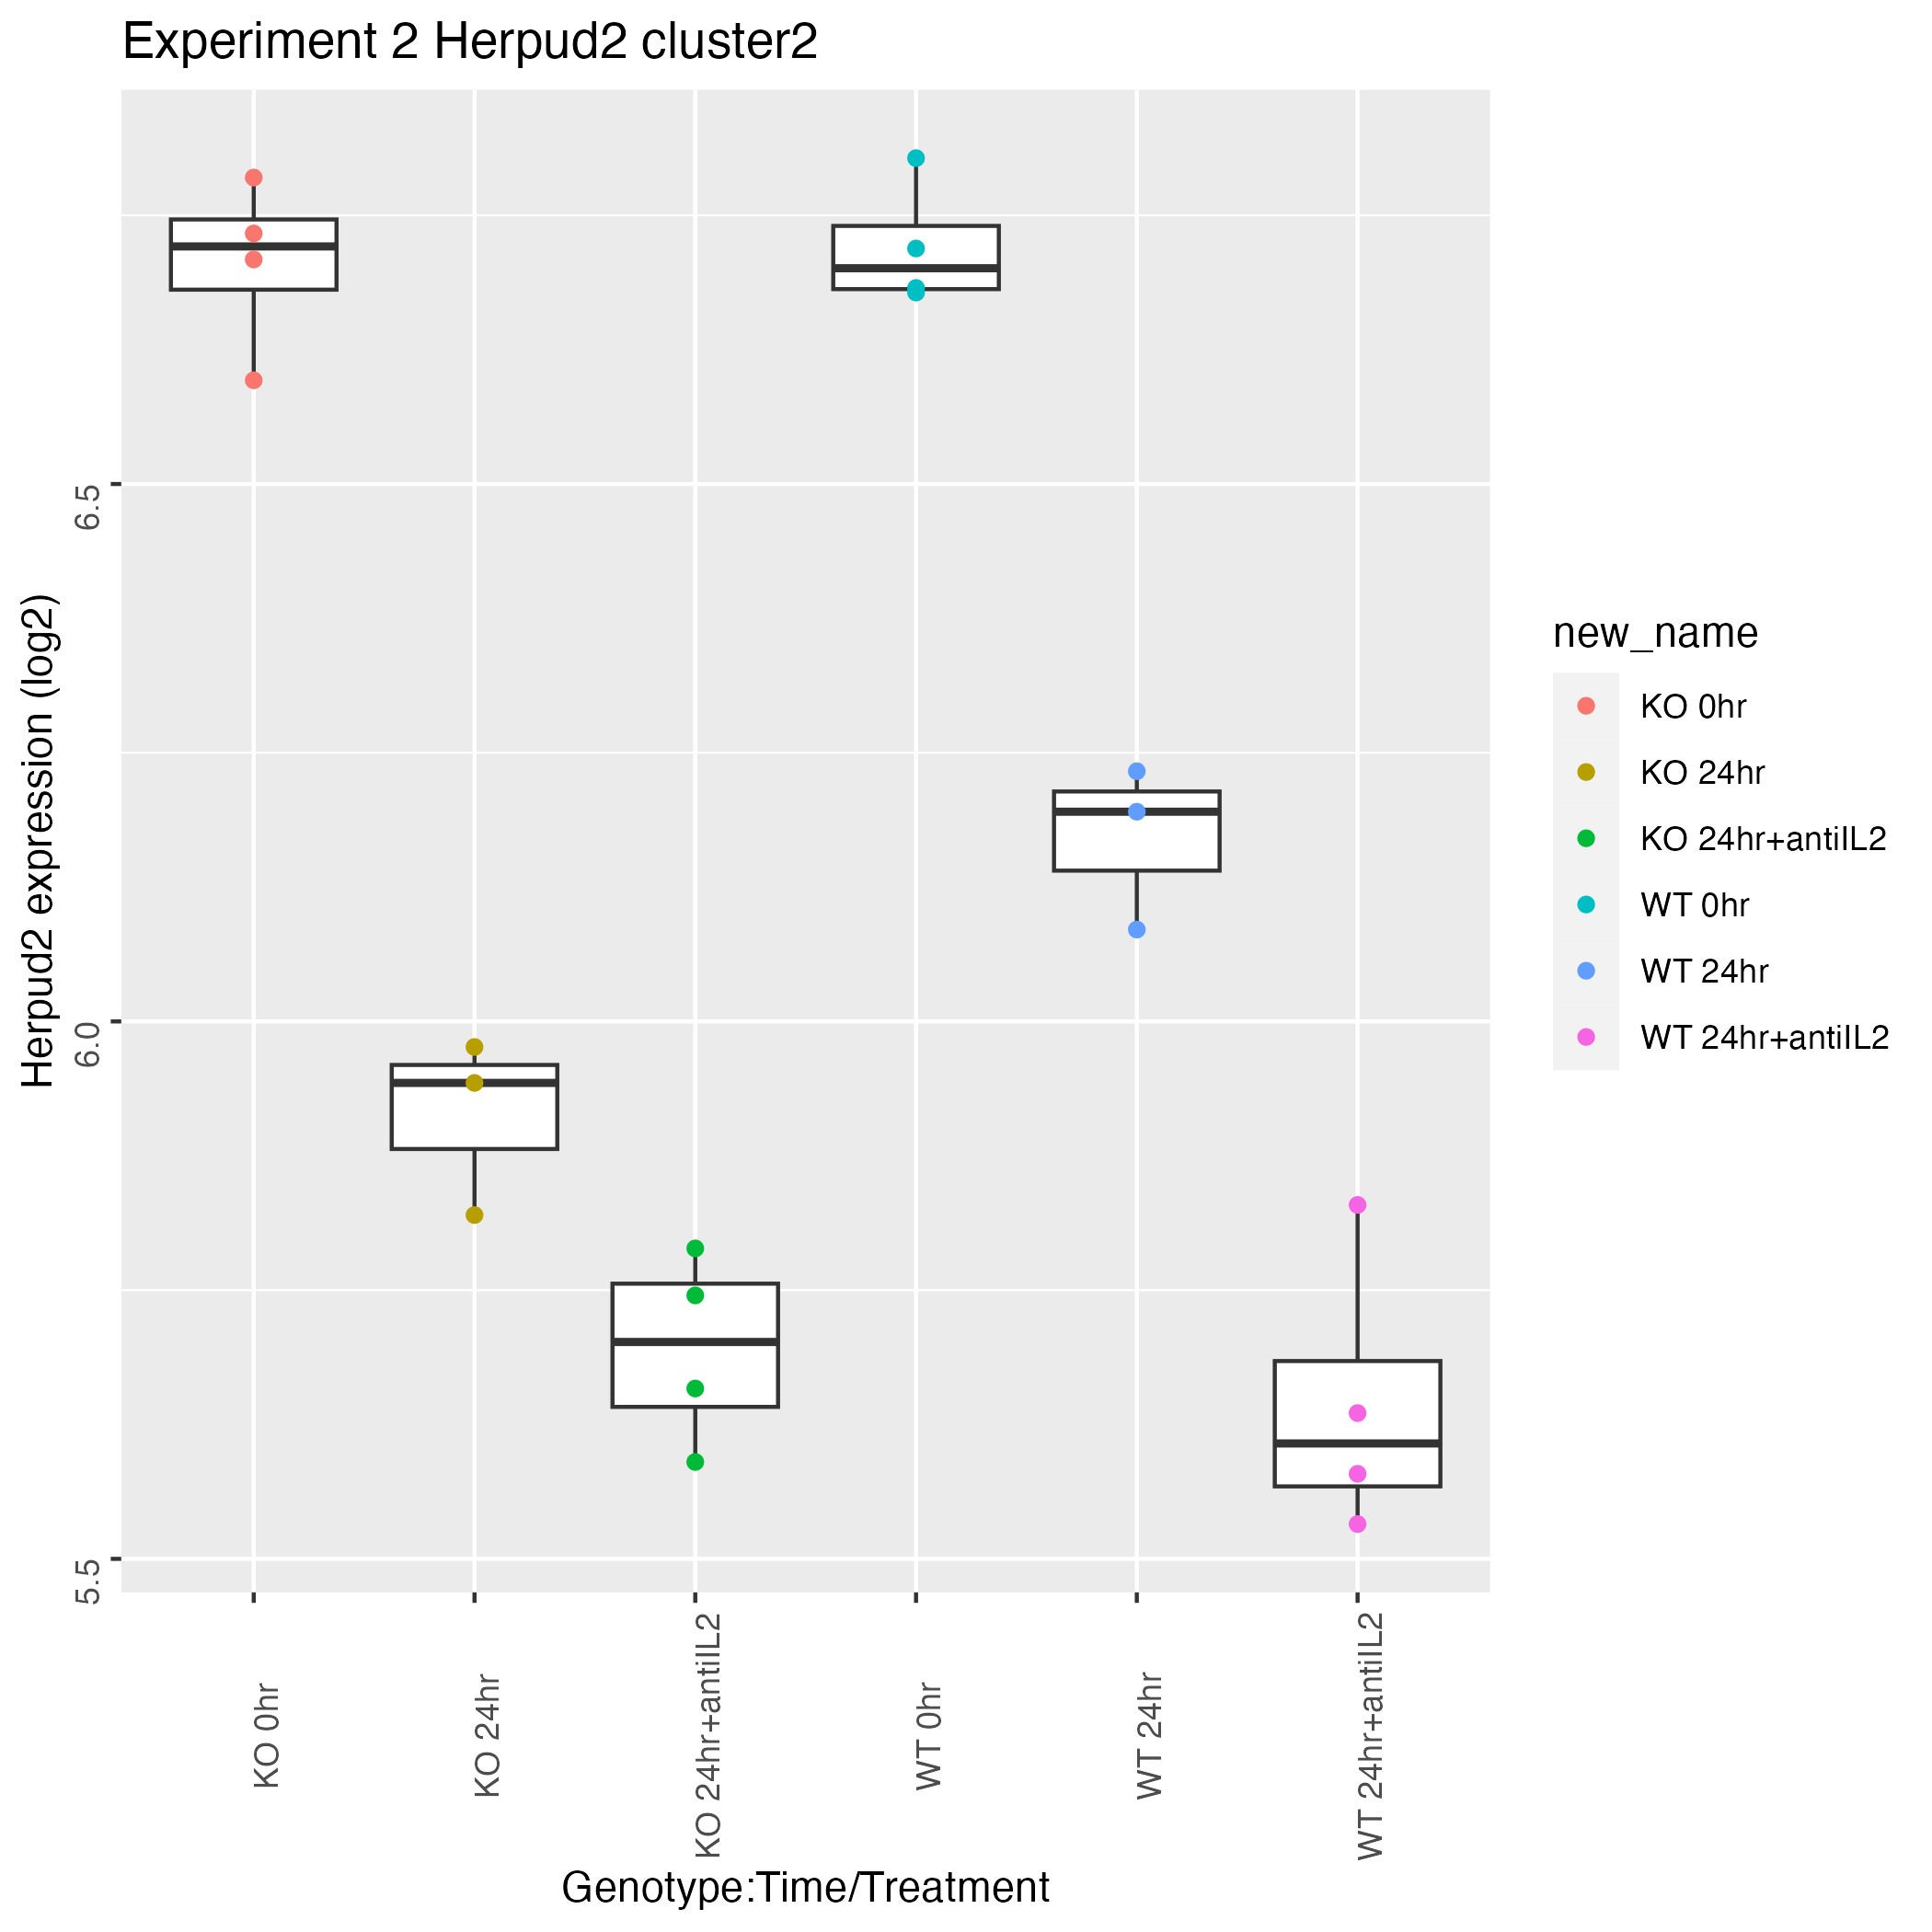 Experiment 2 Herpud2 cluster2
Herpud2 expression (log2)
6.5
6.0
5.5
KO 0hr
KO 24hr
KO 24hr+antiIL2
WT 0hr
WT 24hr
WT 24hr+antiIL2
Genotype:Time/Treatment
new_name
KO 0hr
KO 24hr
KO 24hr+antiIL2
WT 0hr
WT 24hr
WT 24hr+antiIL2